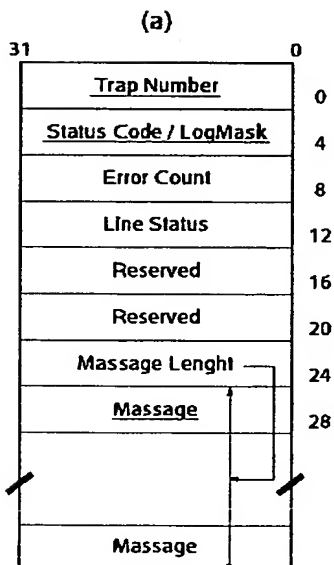 (a)
31 0
Trap Number 0
Status Code / LogMask 4
Error Count 8
Line Status 12
Reserved 16
Reserved 20
Massage Lenght 24
Massage 28
Massage